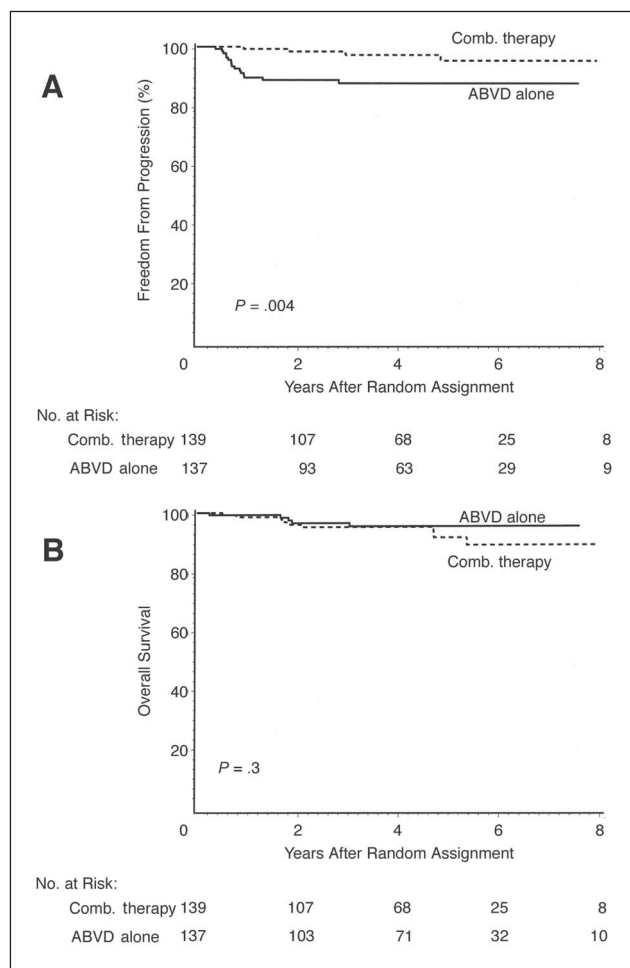 A
Freedom From Progression (%)
100
80
60
40
20
0
2
4
6
8
Comb. therapy
ABVD alone
P = .004
Years After Random Assignment
No. at Risk:
Comb. therapy 139 107 68 25 8
ABVD alone 137 93 63 29 9
B
Overall Survival
100
80
60
40
20
0
2
4
6
8
ABVD alone
Comb. therapy
P = .3
Years After Random Assignment
No. at Risk:
Comb. therapy 139 107 68 25 8
ABVD alone 137 103 71 32 10